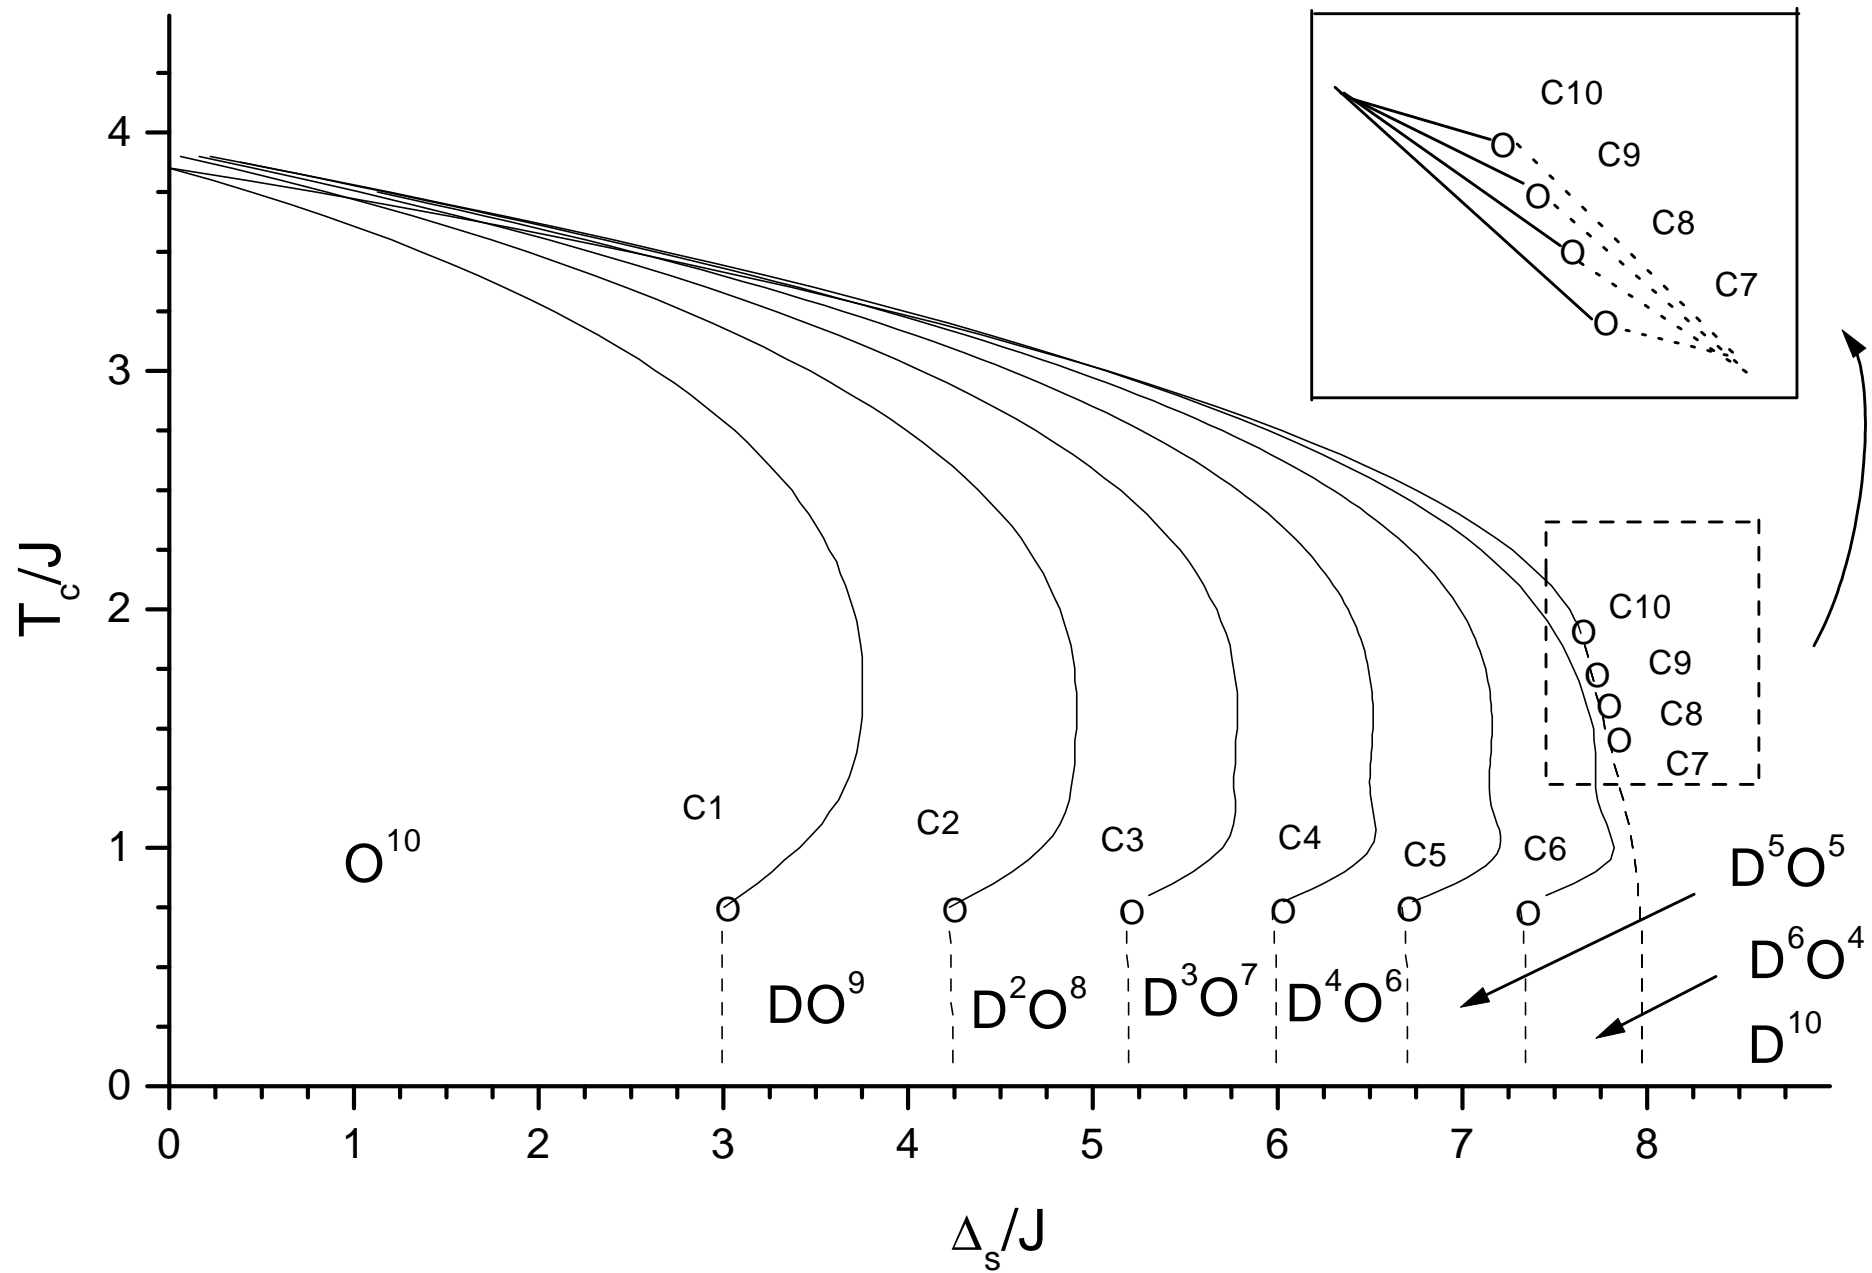 C10
C9
C8
C7
4
3
2
1
0
T_c/J
C10
C9
C8
C7
C1
C2
C3
C4
C5
C6
O^10
DO^9
D^2O^8
D^3O^7
D^4O^6
D^5O^5
D^6O^4
D^10
0 1 2 3 4 5 6 7 8
Δ_s/J